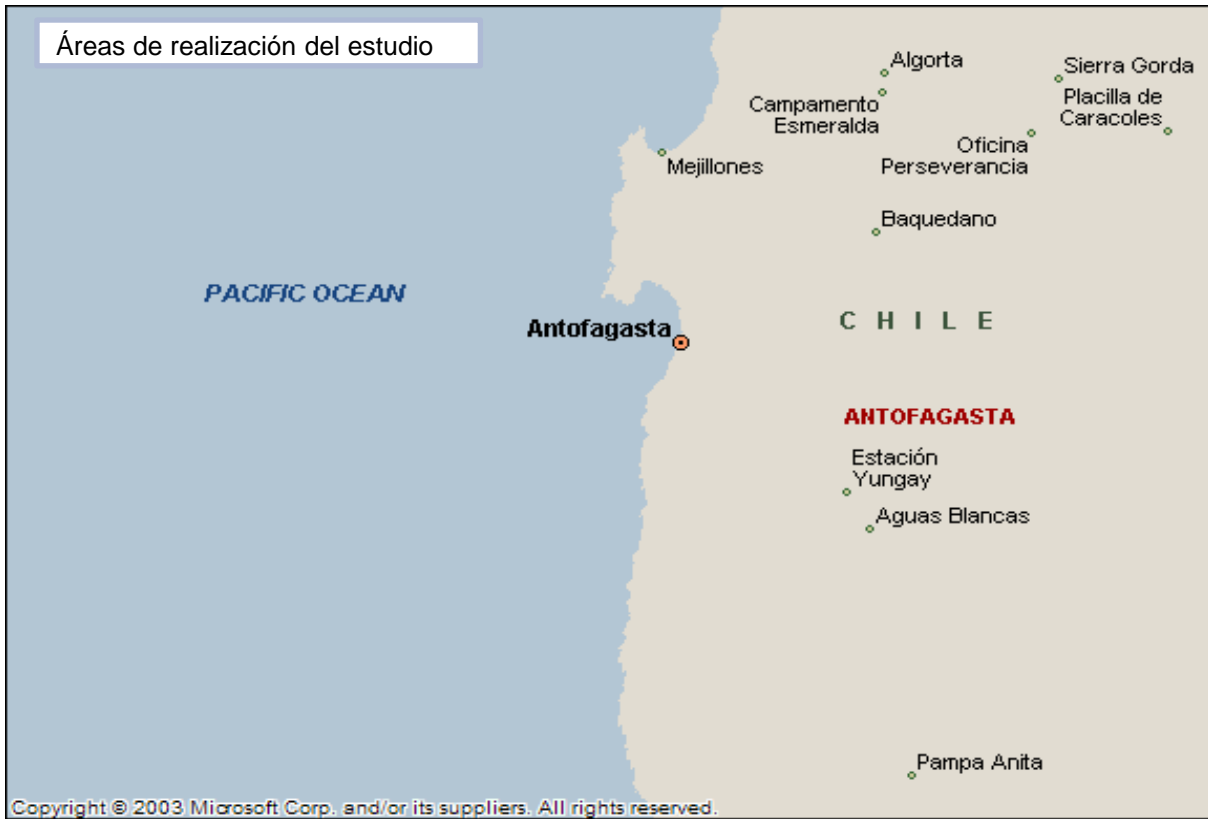 Áreas de realización del estudio
Algorta
Sierra Gorda
Campamento
Esmeralda
Placilla de
Caracoles
Oficina
Perseverancia
Mejillones
Baquedano
PACIFIC OCEAN
CHILE
Antofagasta
ANTOFAGASTA
Estación
Yungay
Aguas Blancas
Pampa Anita
Copyright © 2003 Microsoft Corp. and/or its suppliers. All rights reserved.